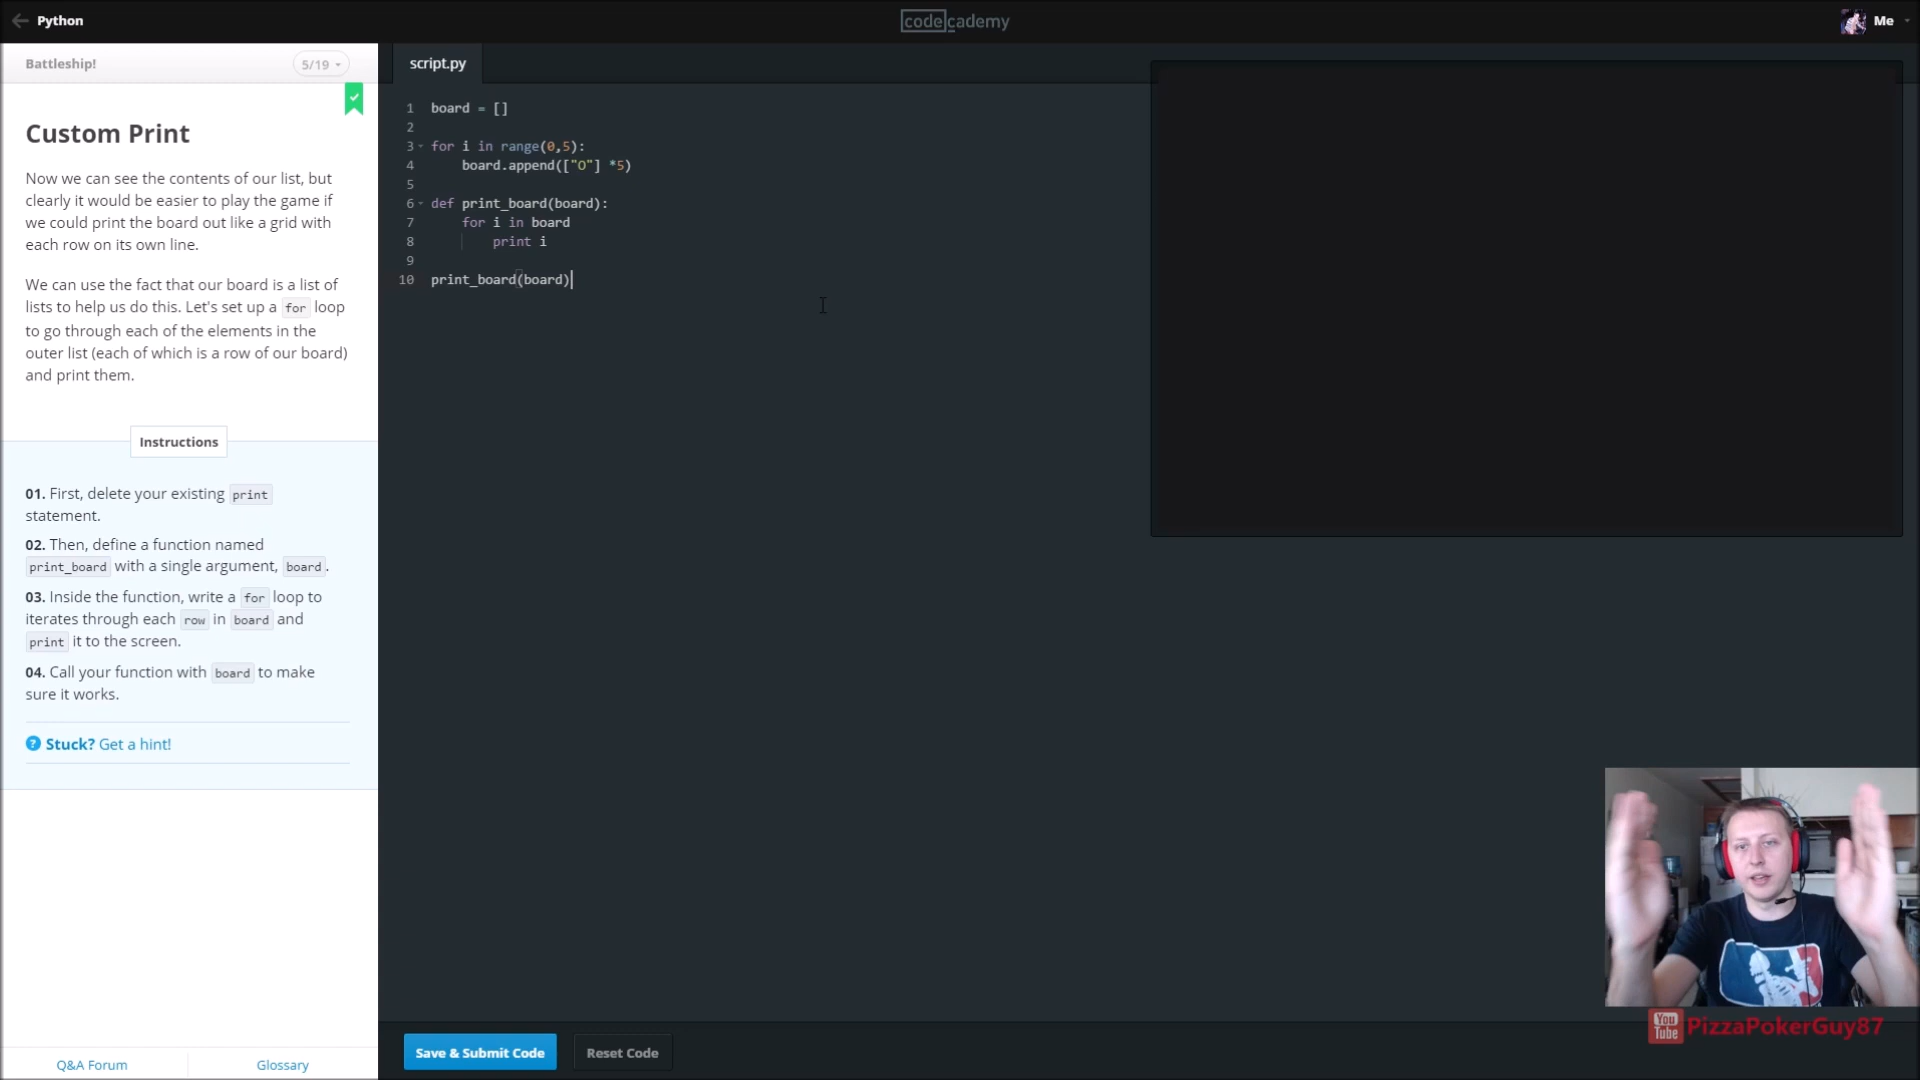 Python
codecademy
Me
Battleship!
5/19
script.py
Custom Print
Now we can see the contents of our list, but
clearly it would be easier to play the game if
we could print the board out like a grid with
each row on its own line.
We can use the fact that our board is a list of
lists to help us do this. Let's set up a for loop
to go through each of the elements in the
outer list (each of which is a row of our board)
and print them.
Instructions
01. First, delete your existing print
statement.
02. Then, define a function named
print_board with a single argument, board.
03. Inside the function, write a for loop to
iterates through each row in board and
print it to the screen.
04. Call your function with board to make
sure it works.
? Stuck? Get a hint!
Q&A Forum
Glossary
1 board = []
2
3 for i in range(0,5):
4     board.append(["O"] *5)
5
6 def print_board(board):
7     for i in board
8         print i
9
10 print_board(board)
Save & Submit Code
Reset Code
You
Tube
PizzaPokerGuy87